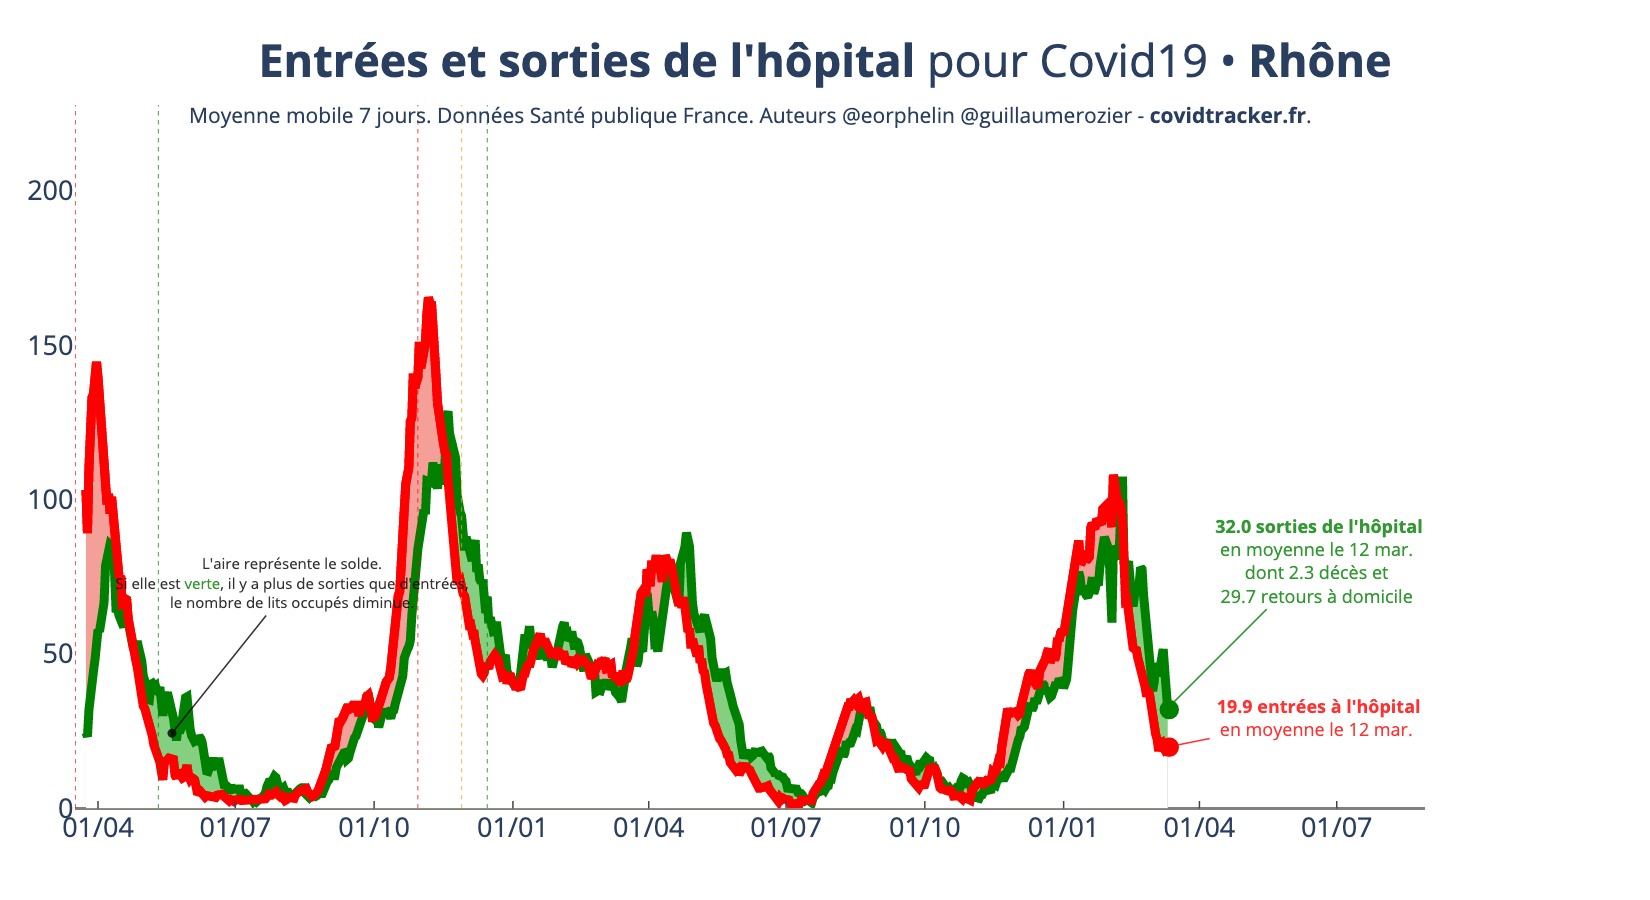 Entrées et sorties de l'hôpital pour Covid19 • Rhône
Moyenne mobile 7 jours. Données Santé publique France. Auteurs @eorphelin @guillaumerozier - covidtracker.fr.
200
150
100
50
0
L'aire représente le solde.
Si elle est verte, il y a plus de sorties que d'entrées,
le nombre de lits occupés diminue.
32.0 sorties de l'hôpital
en moyenne le 12 mar.
dont 2.3 décès et
29.7 retours à domicile
19.9 entrées à l'hôpital
en moyenne le 12 mar.
01/04 01/07 01/10 01/01 01/04 01/07 01/10 01/01 01/04 01/07